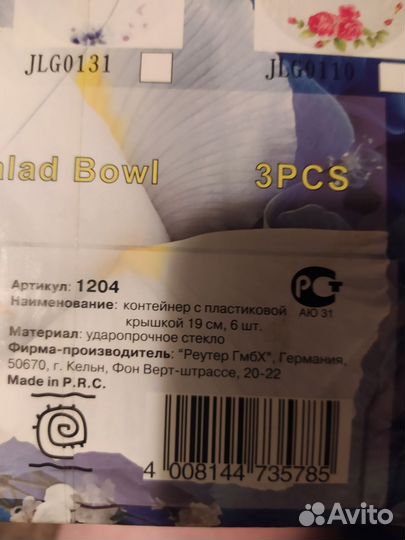 JLG0131
JLG0110
alad Bowl 3PCS
Артикул: 1204
Наименование: контейнер с пластиковой
крышкой 19 см, 6 шт.
Материал: ударопрочное стекло
Фирма-производитель: "Реутер ГмбХ", Германия,
50670, г. Кельн, Фон Верт-штрассе, 20-22
Made in P.R.C.
РСТ
АЮ 31
4 008144 735785
Avito